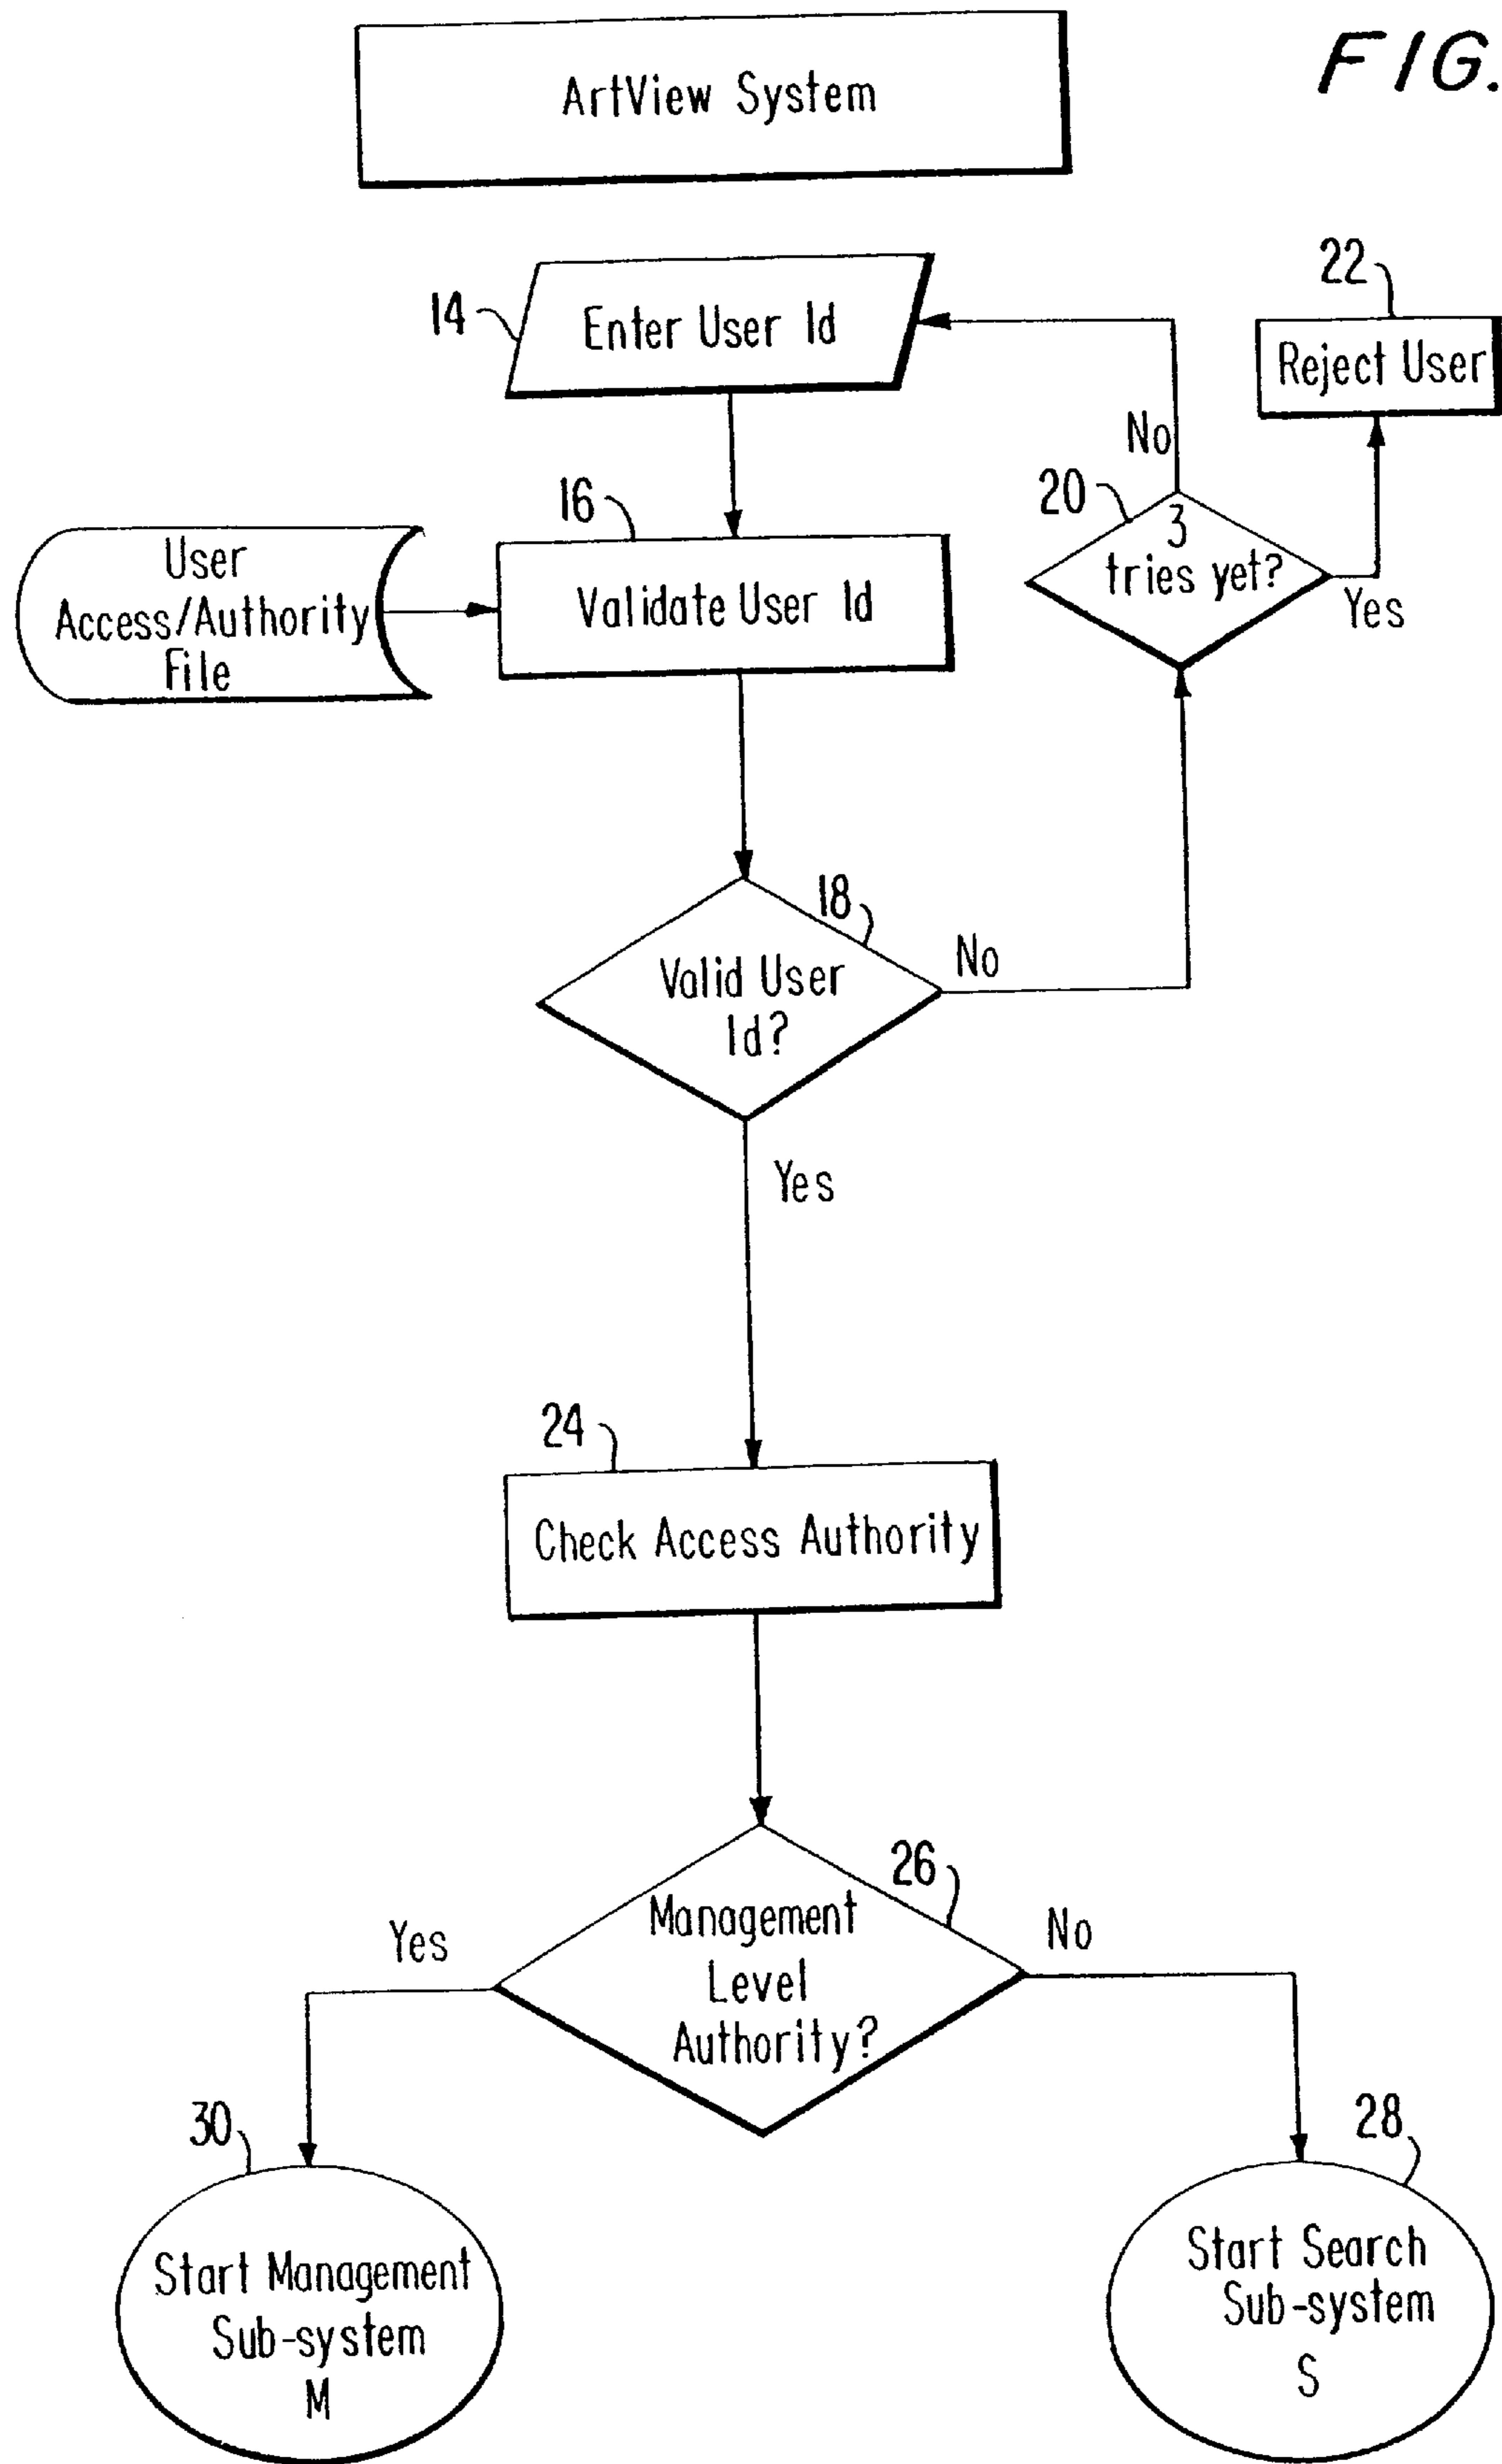 FIG.
ArtView System
14
Enter User Id
22
Reject User
No
20
3
tries yet?
Yes
16
User
Access/Authority
File
Validate User Id
18
Valid User
Id?
No
Yes
24
Check Access Authority
26
Management
Level
Authority?
Yes
No
30
Start Management
Sub-system
M
28
Start Search
Sub-system
S